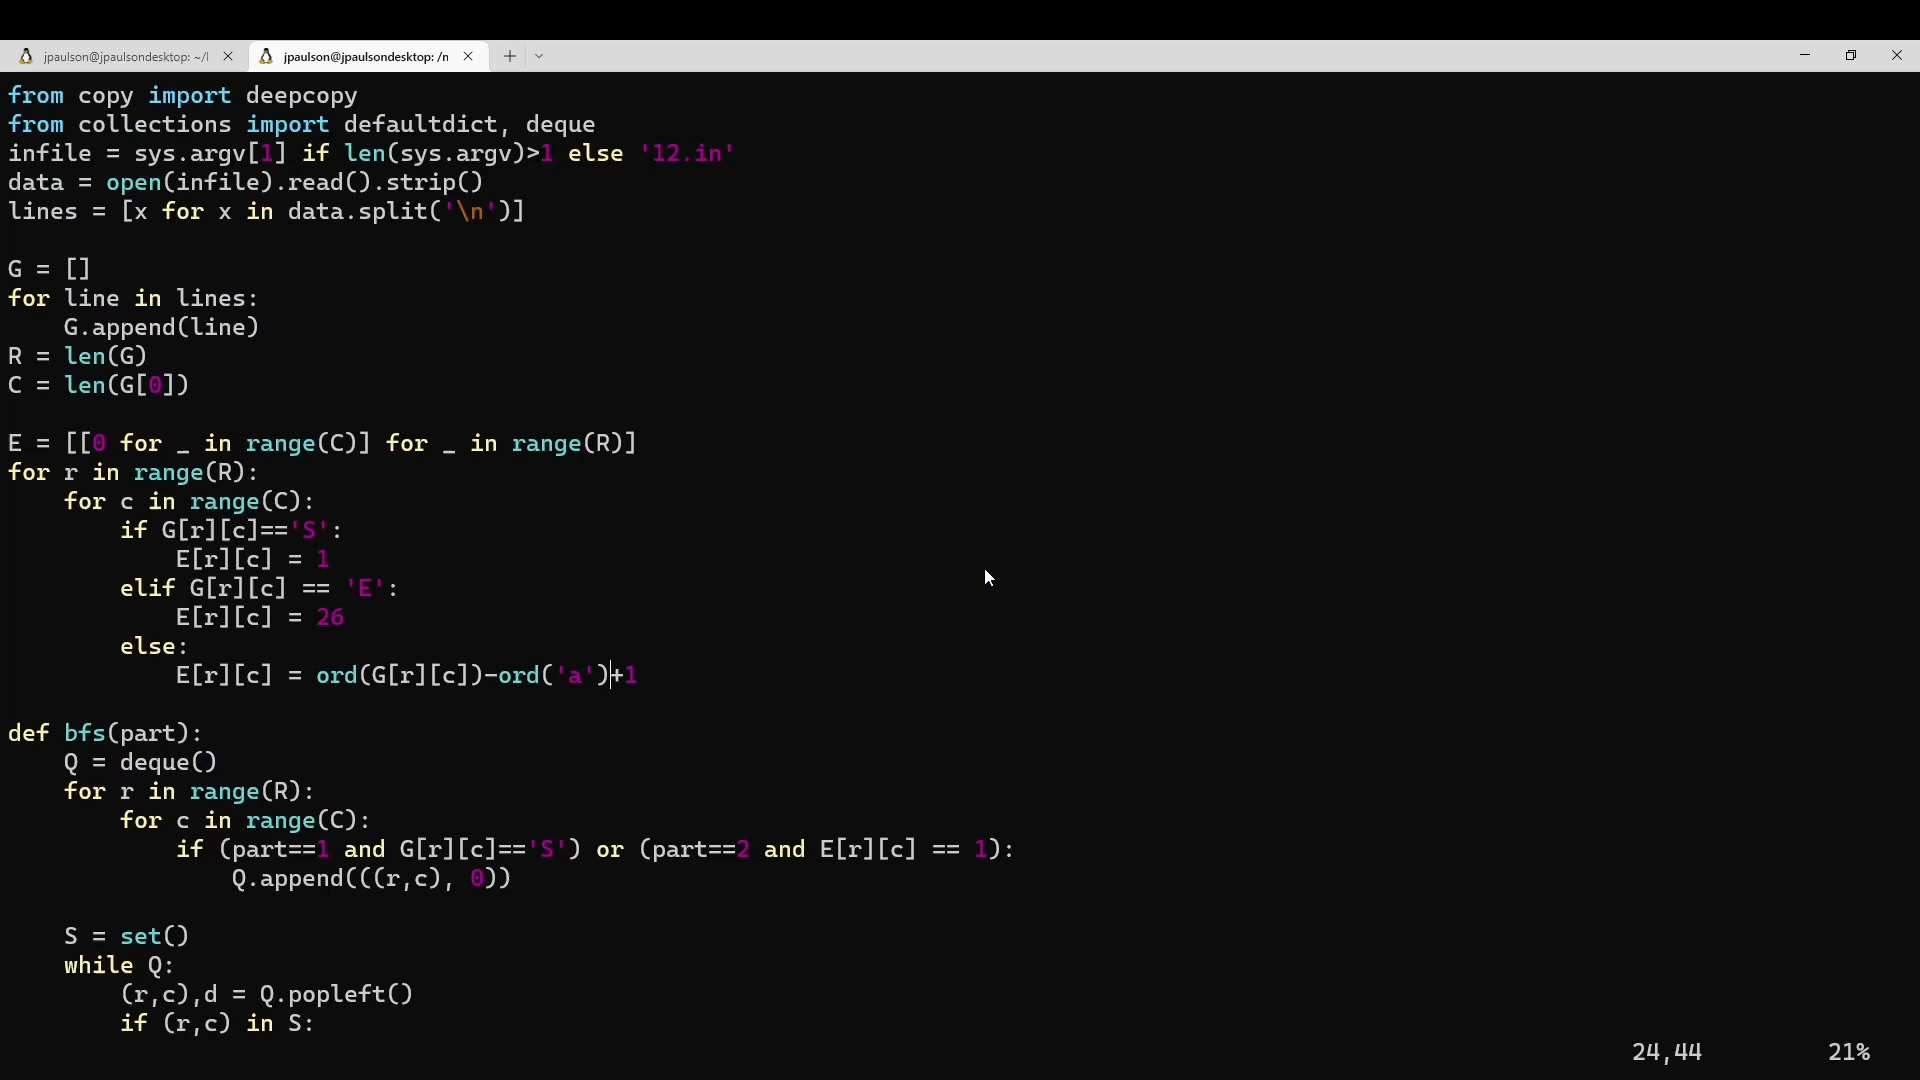 jpaulson@jpaulsondesktop: ~/l
jpaulson@jpaulsondesktop: /n
from copy import deepcopy
from collections import defaultdict, deque
infile = sys.argv[1] if len(sys.argv)>1 else '12.in'
data = open(infile).read().strip()
lines = [x for x in data.split('\n')]

G = []
for line in lines:
    G.append(line)
R = len(G)
C = len(G[0])

E = [[0 for _ in range(C)] for _ in range(R)]
for r in range(R):
    for c in range(C):
        if G[r][c]=='S':
            E[r][c] = 1
        elif G[r][c] == 'E':
            E[r][c] = 26
        else:
            E[r][c] = ord(G[r][c])-ord('a')+1

def bfs(part):
    Q = deque()
    for r in range(R):
        for c in range(C):
            if (part==1 and G[r][c]=='S') or (part==2 and E[r][c] == 1):
                Q.append(((r,c), 0))

    S = set()
    while Q:
        (r,c),d = Q.popleft()
        if (r,c) in S:
24,44 21%